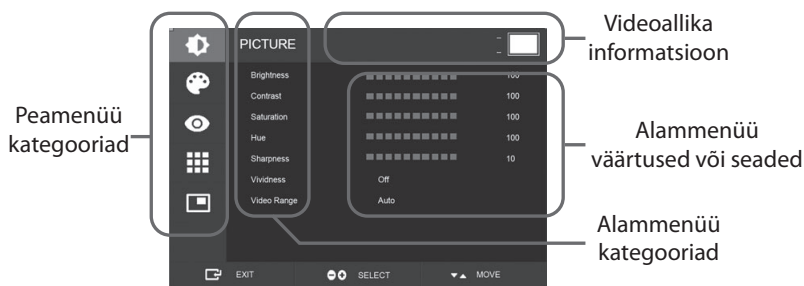 Videoallika
informatsioon
PICTURE
Brightness 100
Contrast 100
Saturation 100
Hue 100
Sharpness 10
Vividness Off
Video Range Auto
EXIT SELECT MOVE
Peamenüü
kategooriad
Alammenüü
väärtused või seaded
Alammenüü
kategooriad